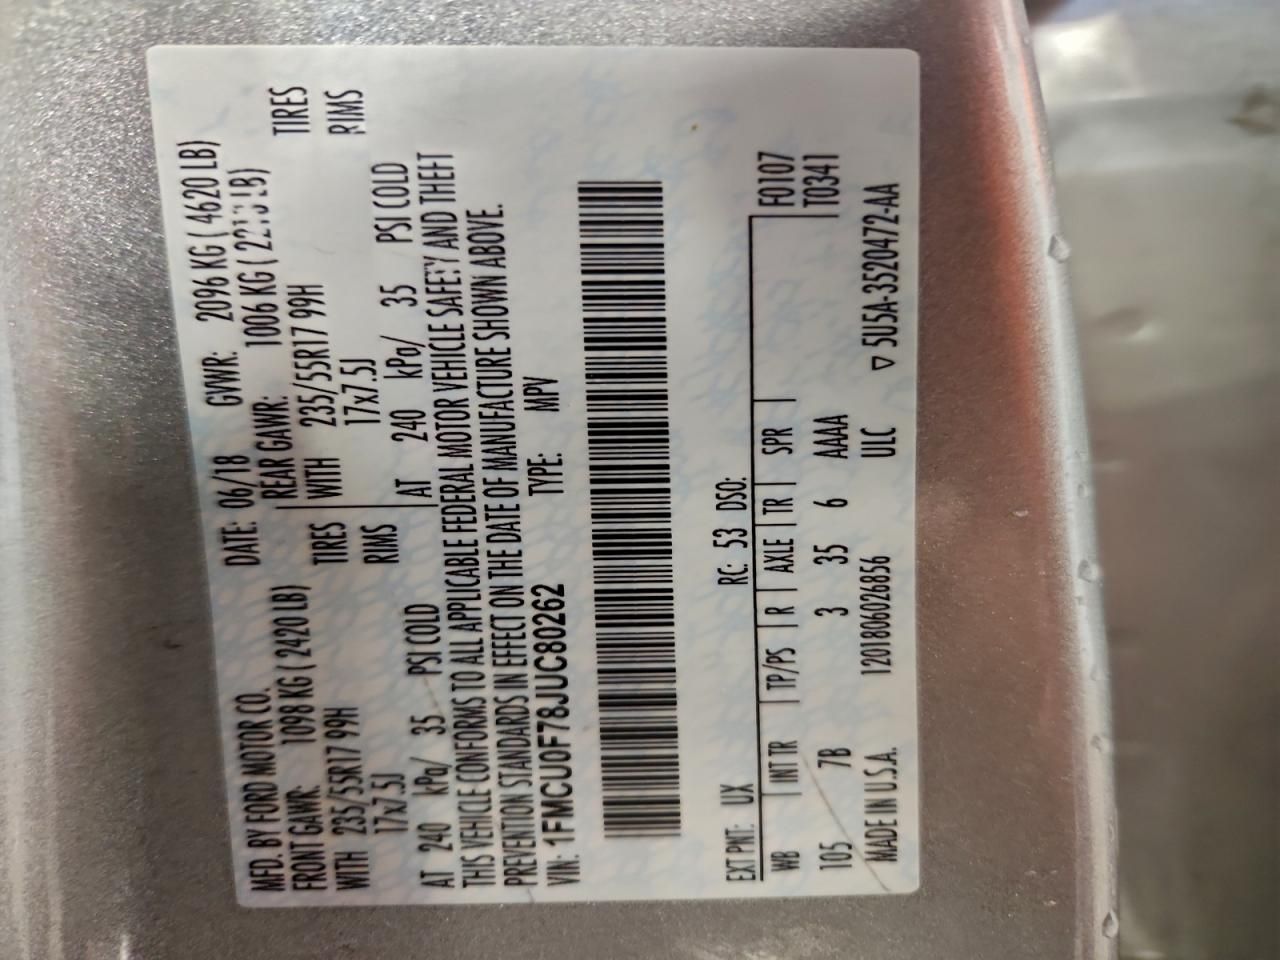 MFD. BY FORD MOTOR CO. DATE: 06/18 GVWR: 2096 KG ( 4620 LB)
FRONT GAWR: 1098 KG ( 2420 LB) REAR GAWR: 1006 KG
WITH 235/55R17 99H TIRES WITH 235/55R17 99H TIRES
17x7.5J RIMS 17x7.5J RIMS
AT 240 kPa/ 35 PSI COLD AT 240 kPa/ 35 PSI COLD
THIS VEHICLE CONFORMS TO ALL APPLICABLE FEDERAL MOTOR VEHICLE SAFETY AND THEFT
PREVENTION STANDARDS IN EFFECT ON THE DATE OF MANUFACTURE SHOWN ABOVE.
VIN: 1FMCU0F78JUC80262 TYPE: MPV
EXT PNT: UX RC: 53 DSO: F0107
WB INT TR TP/PS R AXLE TR SPR T0341
105 7B 3 35 6 AAAA
MADE IN U.S.A. 1201806026856 ULC ▽ 5U5A-3520472-AA